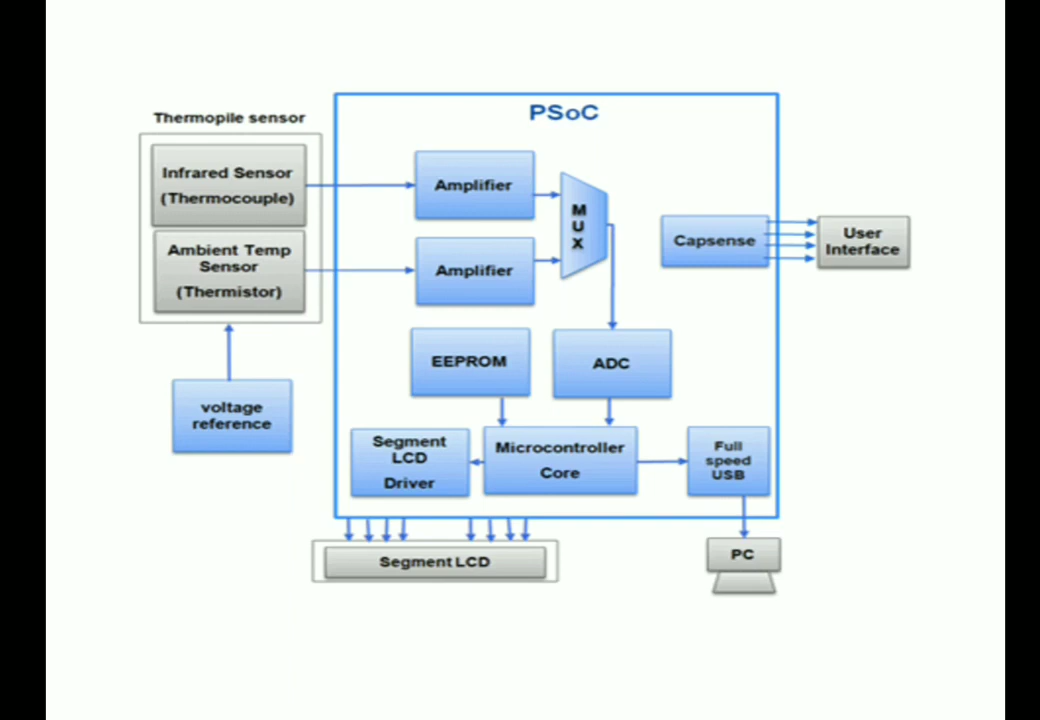 PSoC
Thermopile sensor
Infrared Sensor
(Thermocouple)
Amplifier
MUX
Ambient Temp
Sensor
(Thermistor)
Amplifier
Capsense
User
Interface
EEPROM
ADC
voltage
reference
Segment
LCD
Driver
Microcontroller
Core
Full
speed
USB
Segment LCD
PC